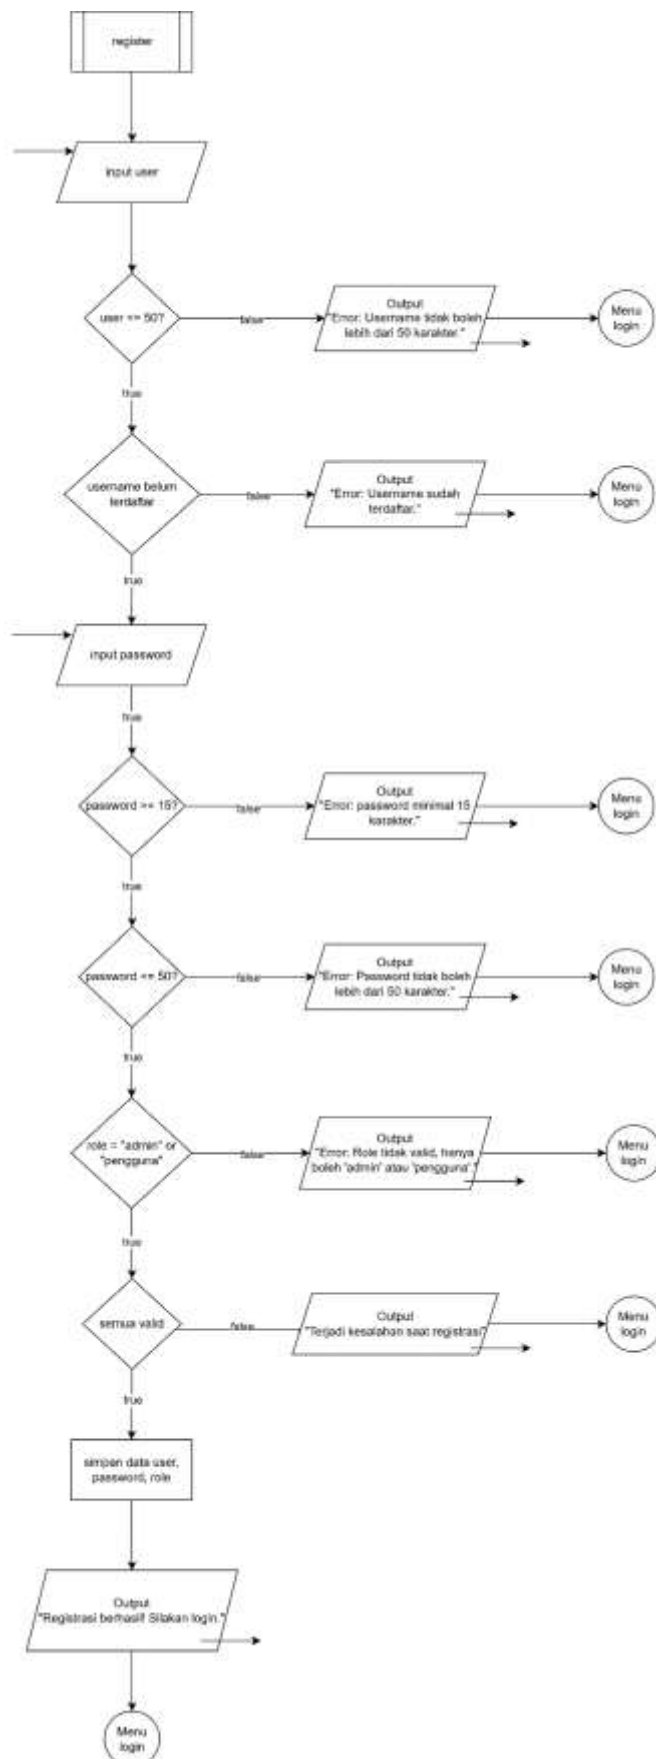 register
input user
user <= 50?
false
Output
"Error: Username tidak boleh
lebih dari 50 karakter."
Menu
login
true
username belum
terdaftar
false
Output
"Error: Username sudah
terdaftar."
Menu
login
true
input password
true
password >= 15?
false
Output
"Error: password minimal 15
karakter."
Menu
login
true
password <= 50?
false
Output
"Error: Password tidak boleh
lebih dari 50 karakter."
Menu
login
true
role = "admin" or
"pengguna"
false
Output
"Error: Role tidak valid, hanya
boleh 'admin' atau 'pengguna'."
Menu
login
true
semua valid
false
Output
"Terjadi kesalahan saat registrasi"
Menu
login
true
simpan data user,
password, role
Output
"Registrasi berhasil! Silakan login."
Menu
login